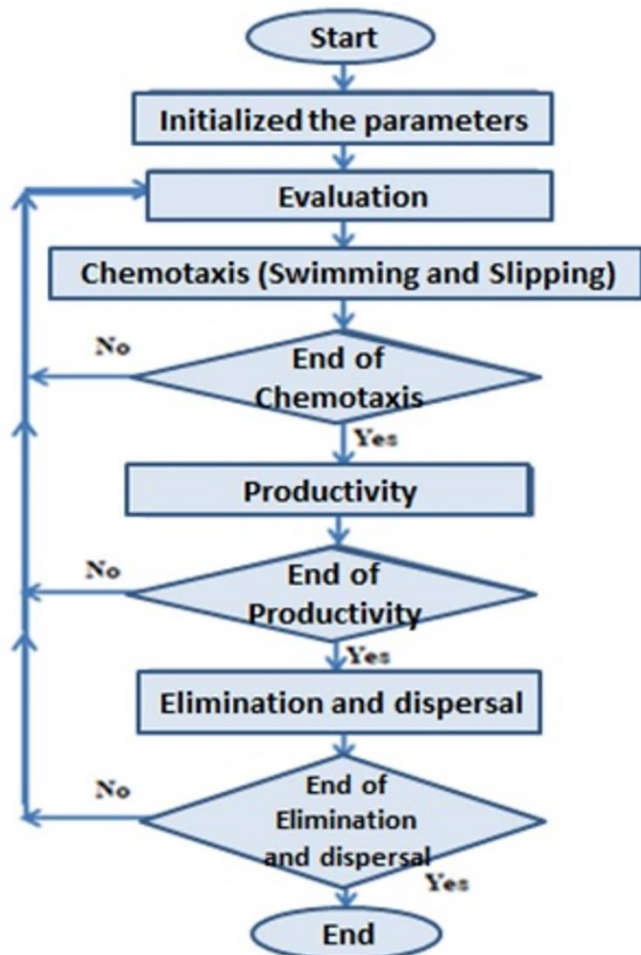 Start
Initialized the parameters
Evaluation
Chemotaxis (Swimming and Slipping)
No
End of
Chemotaxis
Yes
Productivity
No
End of
Productivity
Yes
Elimination and dispersal
No
End of
Elimination
and dispersal
Yes
End